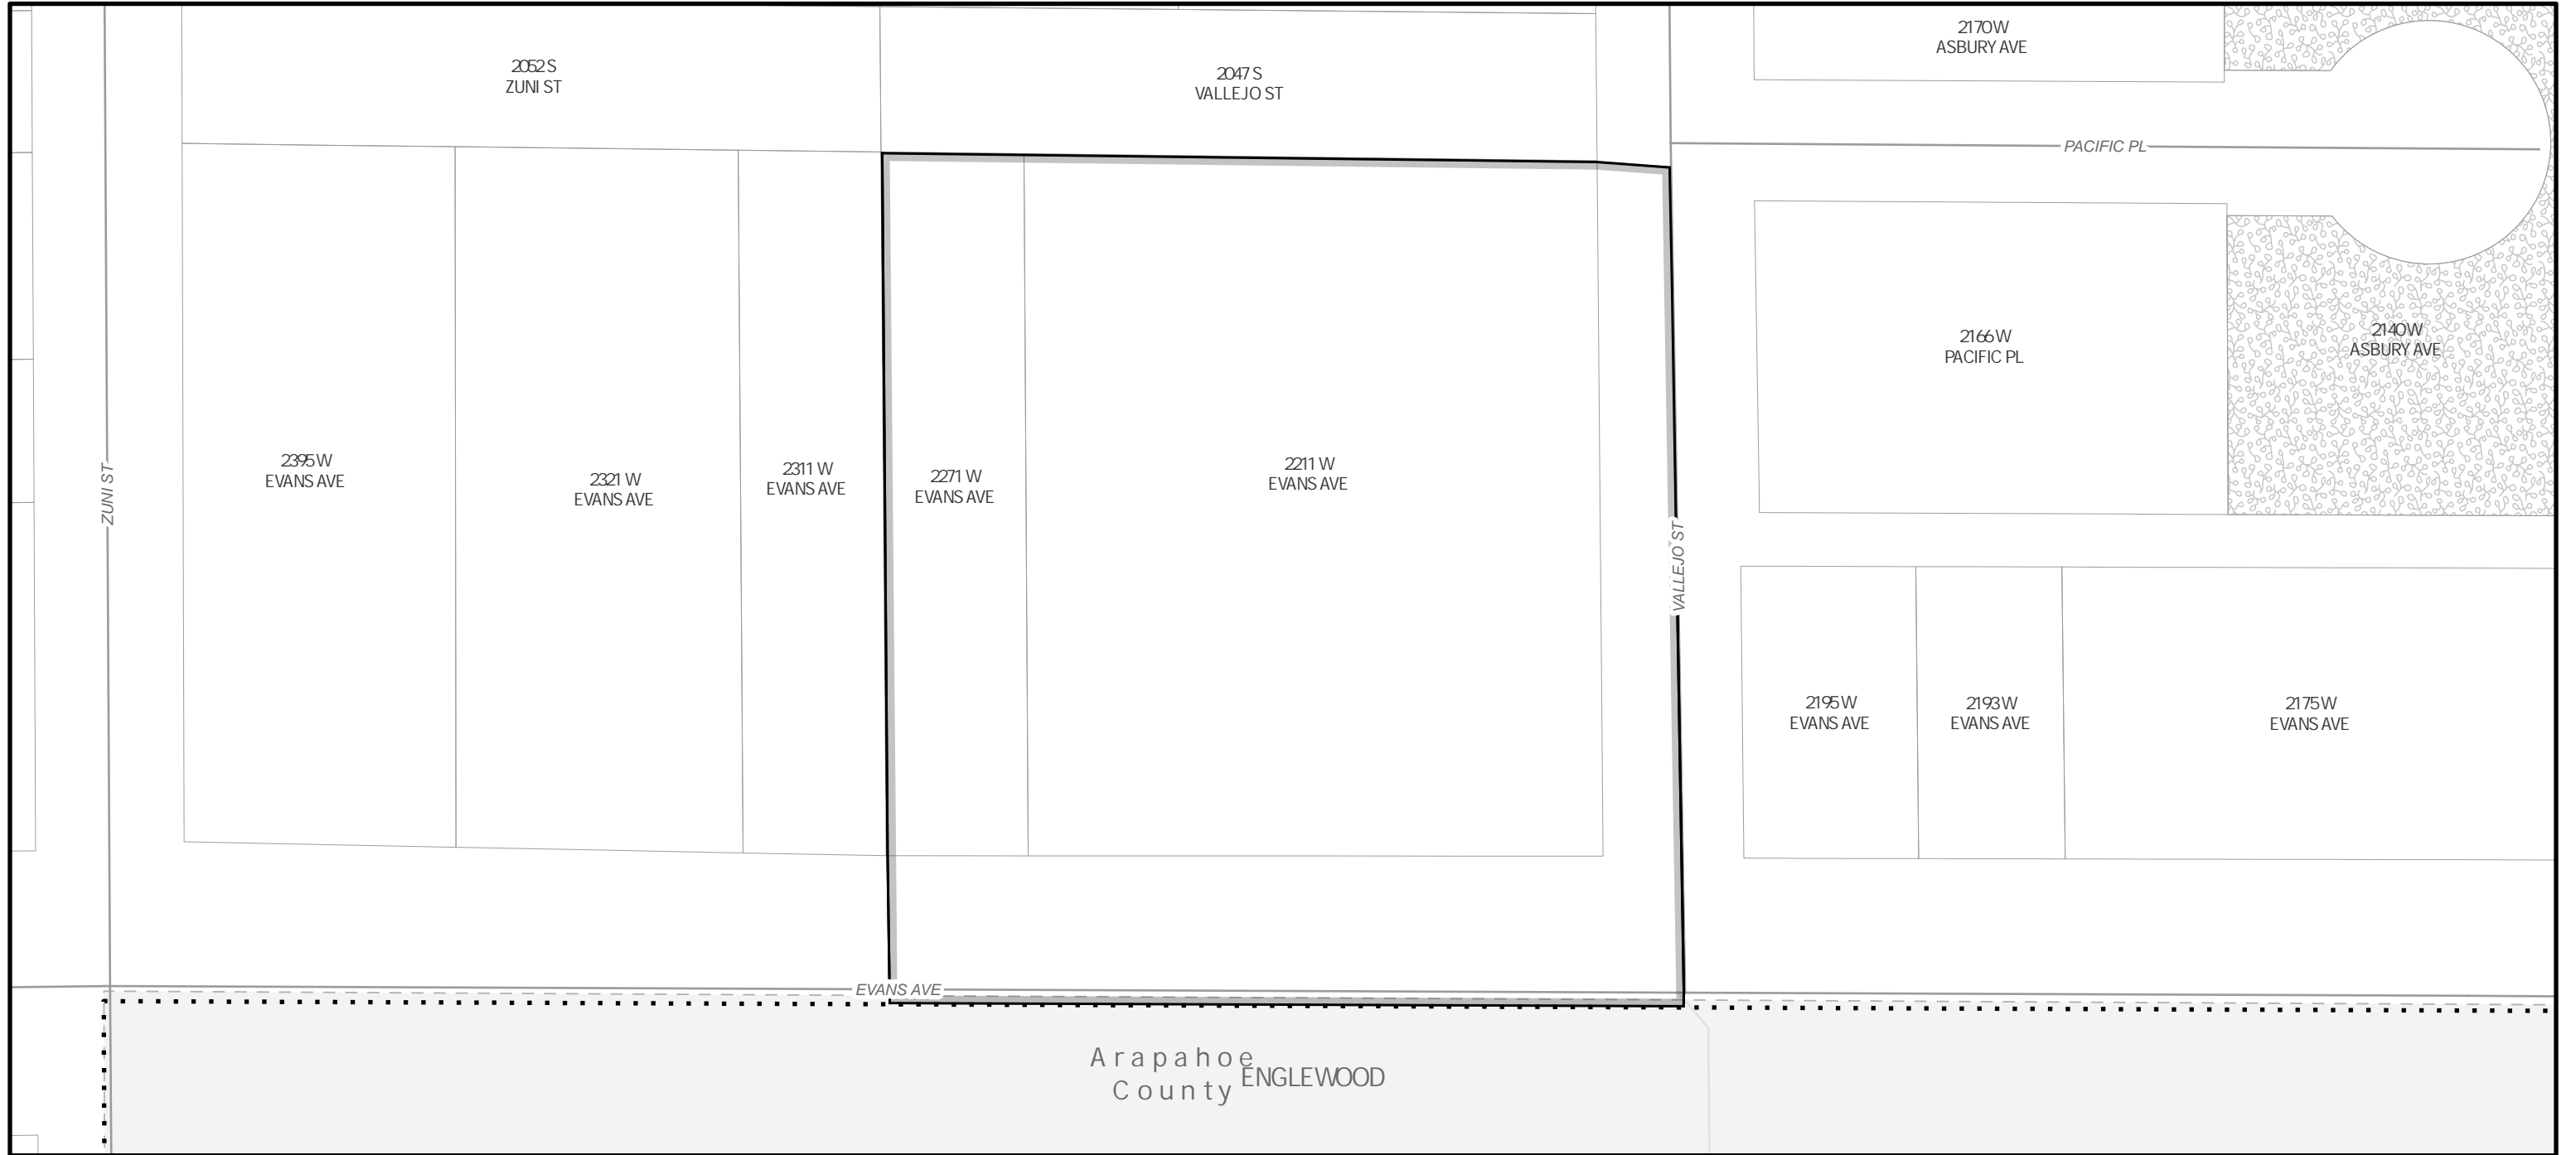 2170 W
ASBURY AVE
2052 S
ZUNI ST
2047 S
VALLEJO ST
PACIFIC PL
2166 W
PACIFIC PL
2140 W
ASBURY AVE
2395 W
EVANS AVE
2321 W
EVANS AVE
2311 W
EVANS AVE
2271 W
EVANS AVE
2211 W
EVANS AVE
ZUNI ST
VALLEJO ST
2195 W
EVANS AVE
2193 W
EVANS AVE
2175 W
EVANS AVE
EVANS AVE
Arapahoe
County
ENGLEWOOD